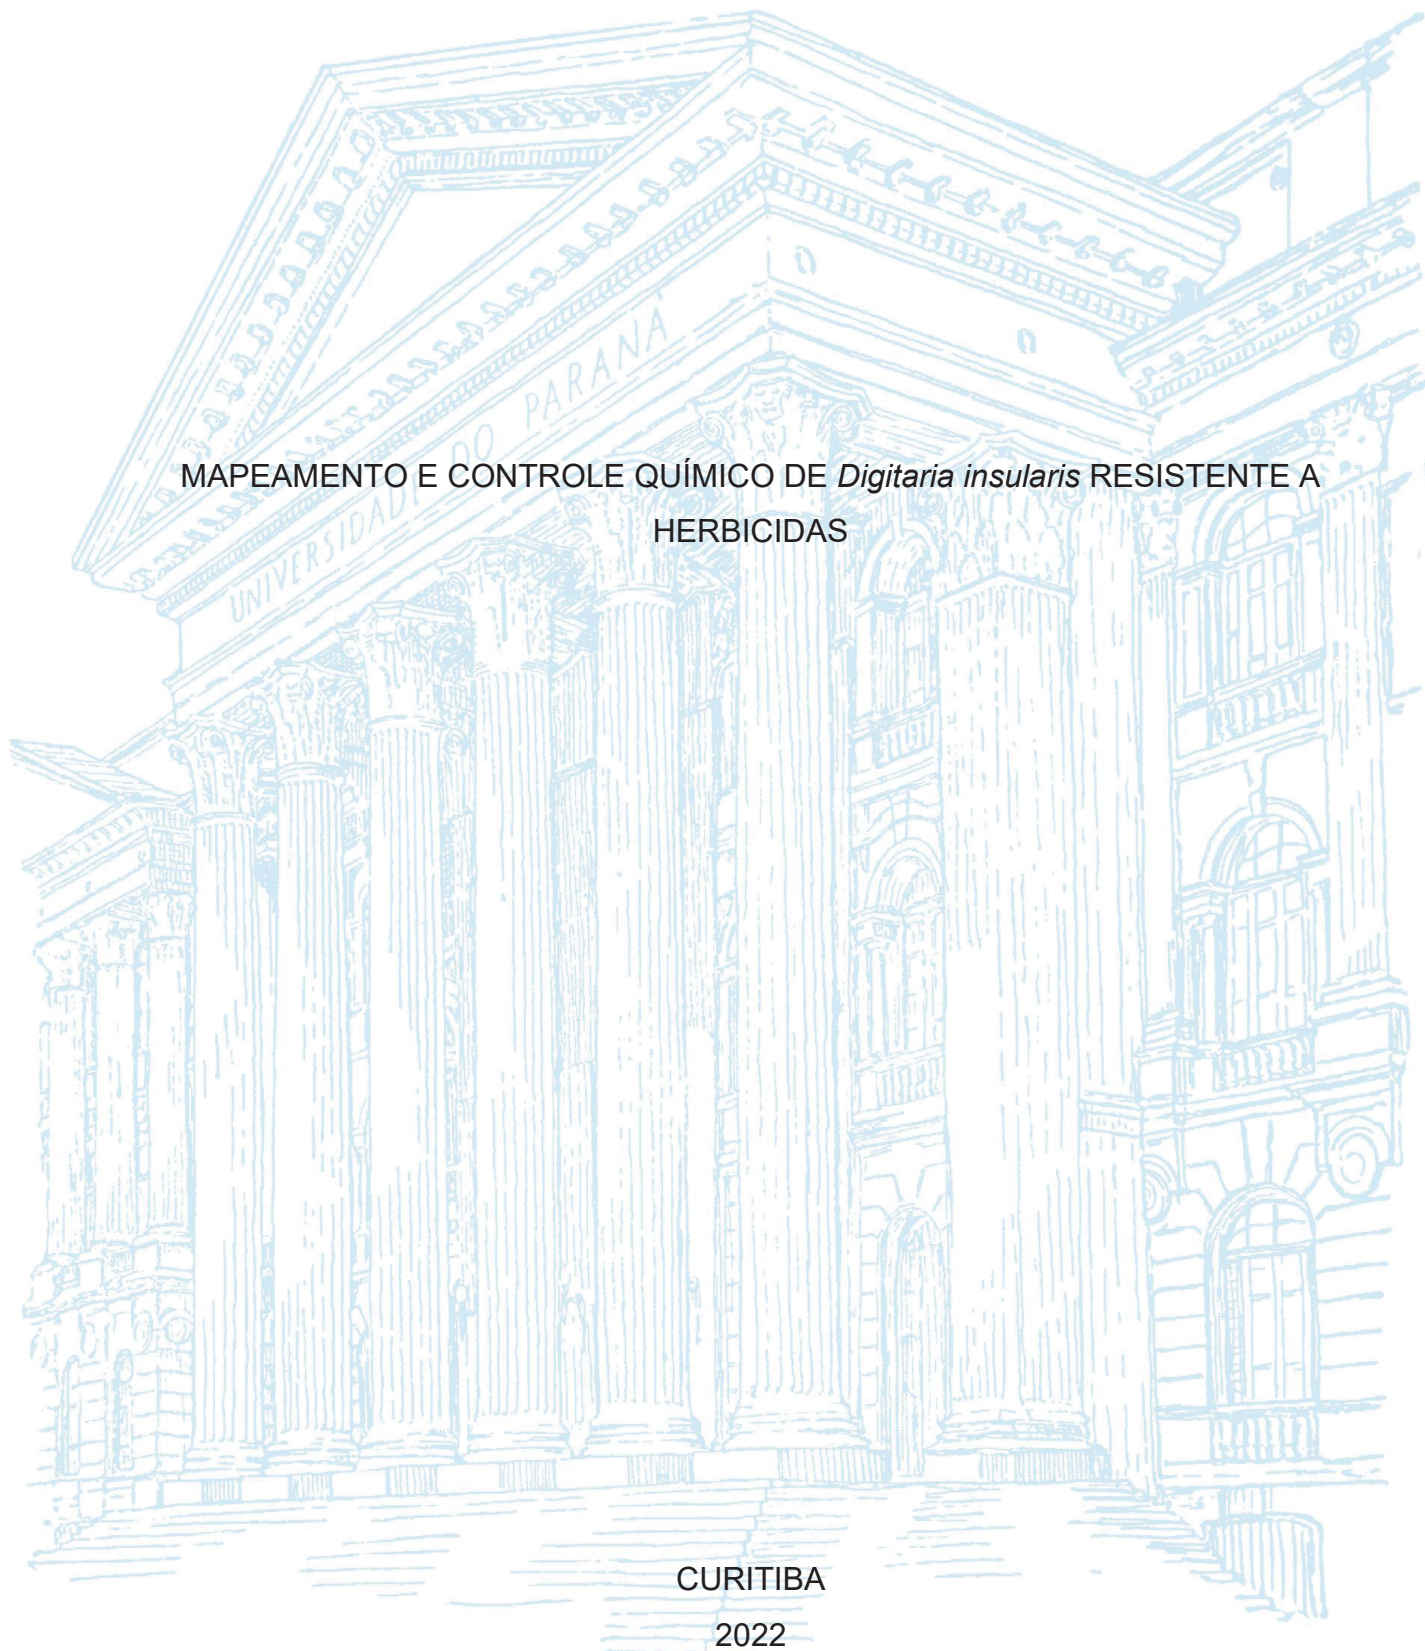 UNIVERSIDADE DO PARANÁ
MAPEAMENTO E CONTROLE QUÍMICO DE Digitaria insularis RESISTENTE A
HERBICIDAS
CURITIBA
2022